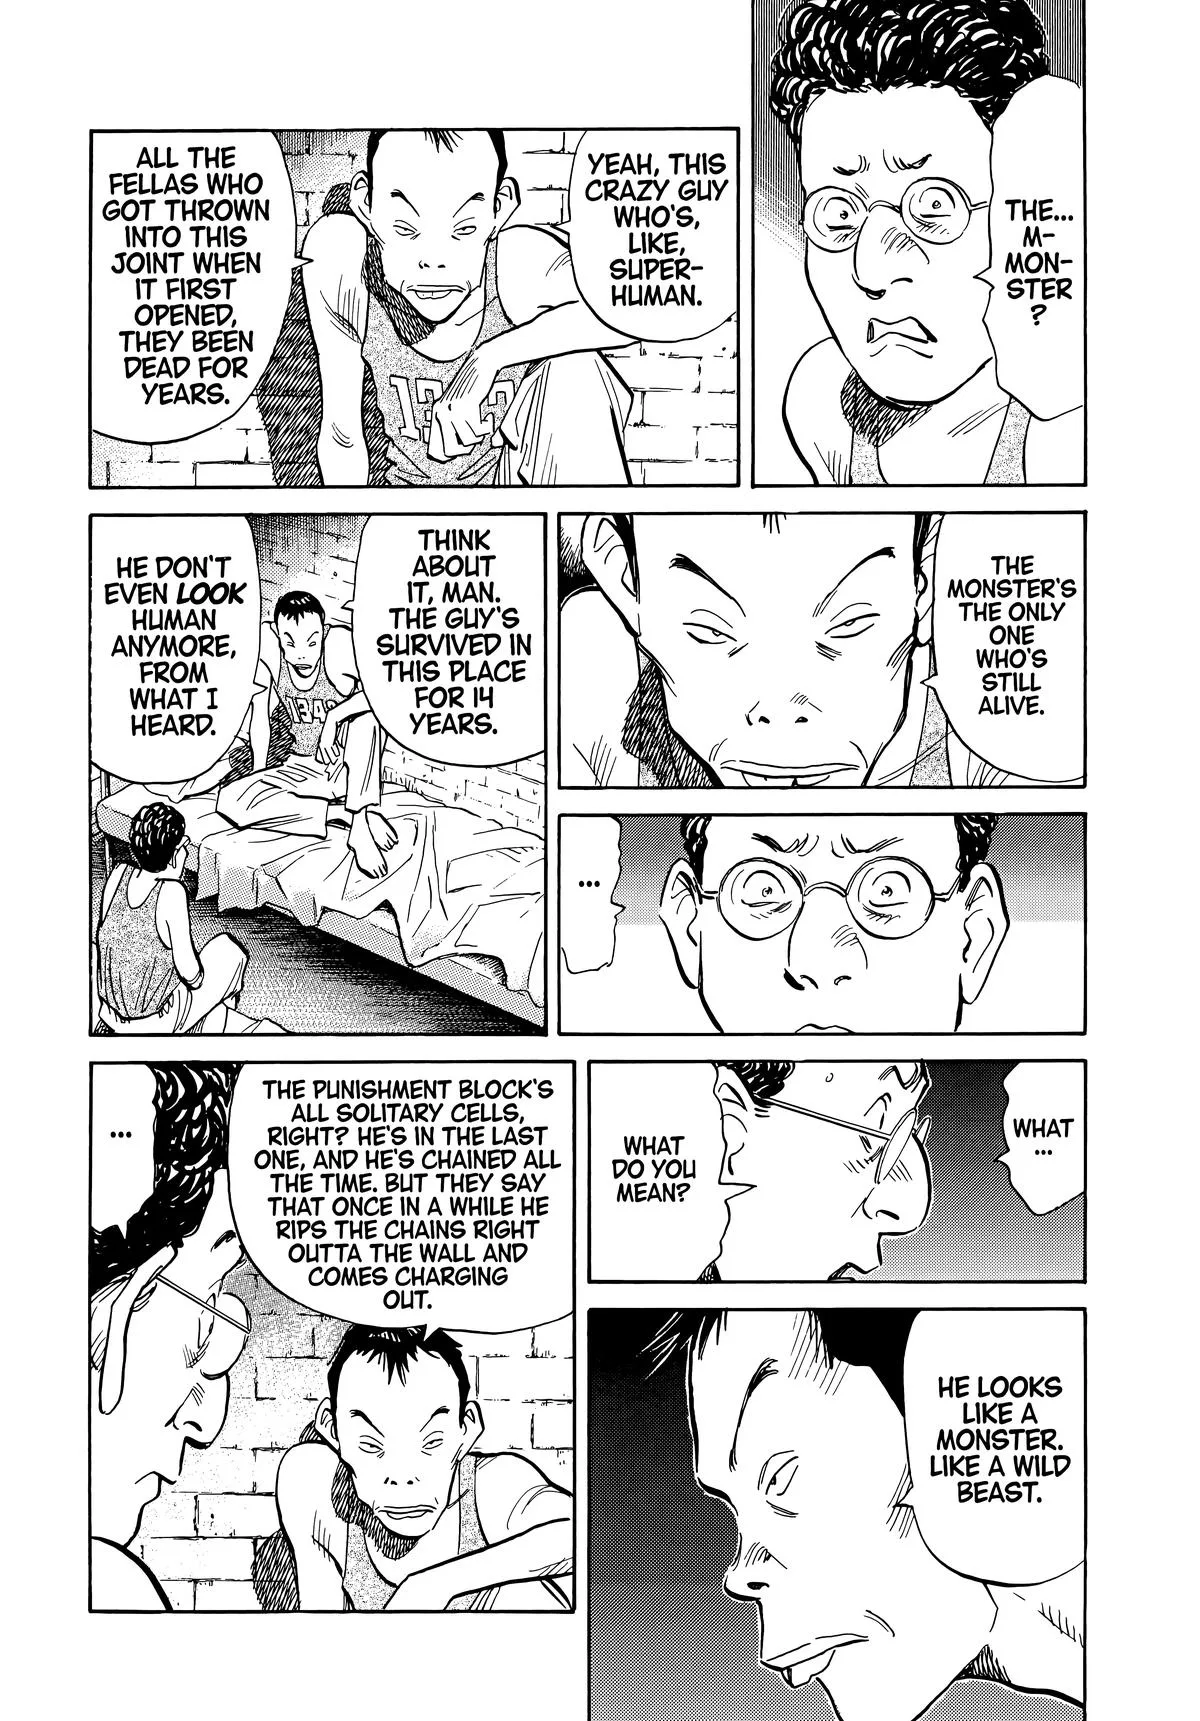 THE...
M-
MON-
STER
?
YEAH, THIS
CRAZY GUY
WHO'S,
LIKE,
SUPER-
HUMAN.
ALL THE
FELLAS WHO
GOT THROWN
INTO THIS
JOINT WHEN
IT FIRST
OPENED,
THEY BEEN
DEAD FOR
YEARS.
THE
MONSTER'S
THE ONLY
ONE
WHO'S
STILL
ALIVE.
...
THINK
ABOUT
IT, MAN.
THE GUY'S
SURVIVED IN
THIS PLACE
FOR 14
YEARS.
HE DON'T
EVEN LOOK
HUMAN
ANYMORE,
FROM
WHAT I
HEARD.
1342
WHAT
...
WHAT
DO YOU
MEAN?
HE LOOKS
LIKE A
MONSTER.
LIKE A WILD
BEAST.
THE PUNISHMENT BLOCK'S
ALL SOLITARY CELLS,
RIGHT? HE'S IN THE LAST
ONE, AND HE'S CHAINED ALL
THE TIME. BUT THEY SAY
THAT ONCE IN A WHILE HE
RIPS THE CHAINS RIGHT
OUTTA THE WALL AND
COMES CHARGING
OUT.
...